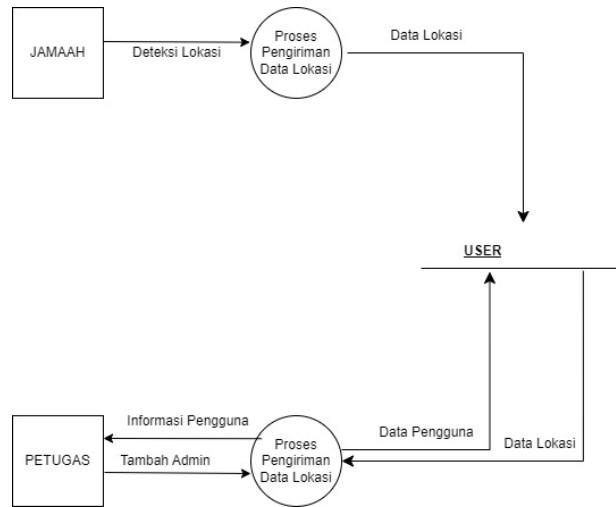 JAMAAH
Deteksi Lokasi
Proses
Pengiriman
Data Lokasi
Data Lokasi
USER
PETUGAS
Informasi Pengguna
Tambah Admin
Proses
Pengiriman
Data Lokasi
Data Pengguna
Data Lokasi